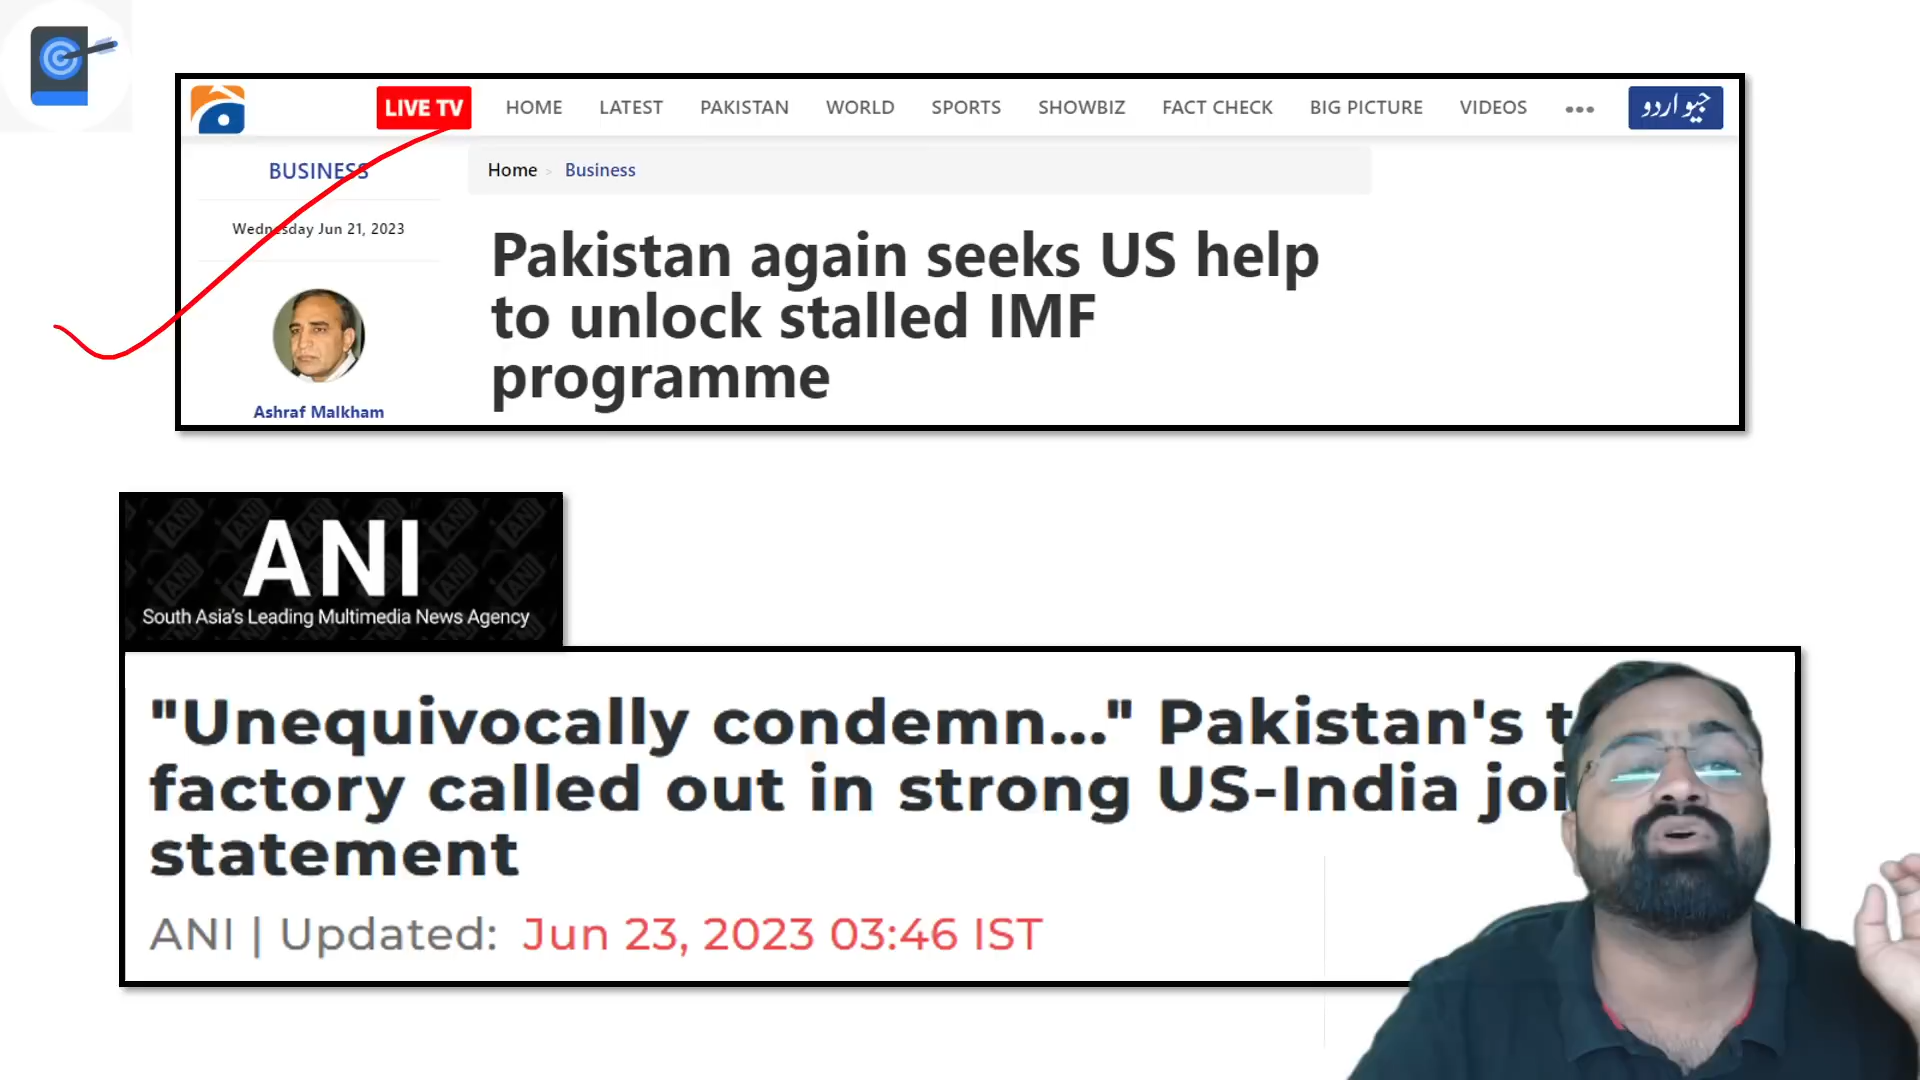 LIVE TV HOME LATEST PAKISTAN WORLD SPORTS SHOWBIZ FACT CHECK BIG PICTURE VIDEOS جیو اردو
BUSINESS
Home > Business
Wednesday Jun 21, 2023
Pakistan again seeks US help
to unlock stalled IMF
programme
Ashraf Malkham
ANI
South Asia's Leading Multimedia News Agency
"Unequivocally condemn..." Pakistan's
factory called out in strong US-India
statement
ANI | Updated: Jun 23, 2023 03:46 IST